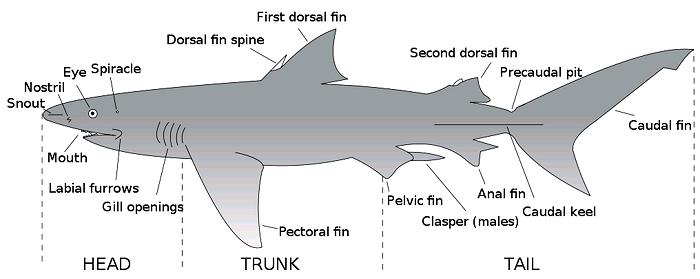 First dorsal fin
Dorsal fin spine
Second dorsal fin
Eye
Spiracle
Precaudal pit
Nostril
Snout
Caudal fin
Mouth
Labial furrows
Anal fin
Pelvic fin
Gill openings
Caudal keel
Clasper (males)
Pectoral fin
HEAD
TRUNK
TAIL